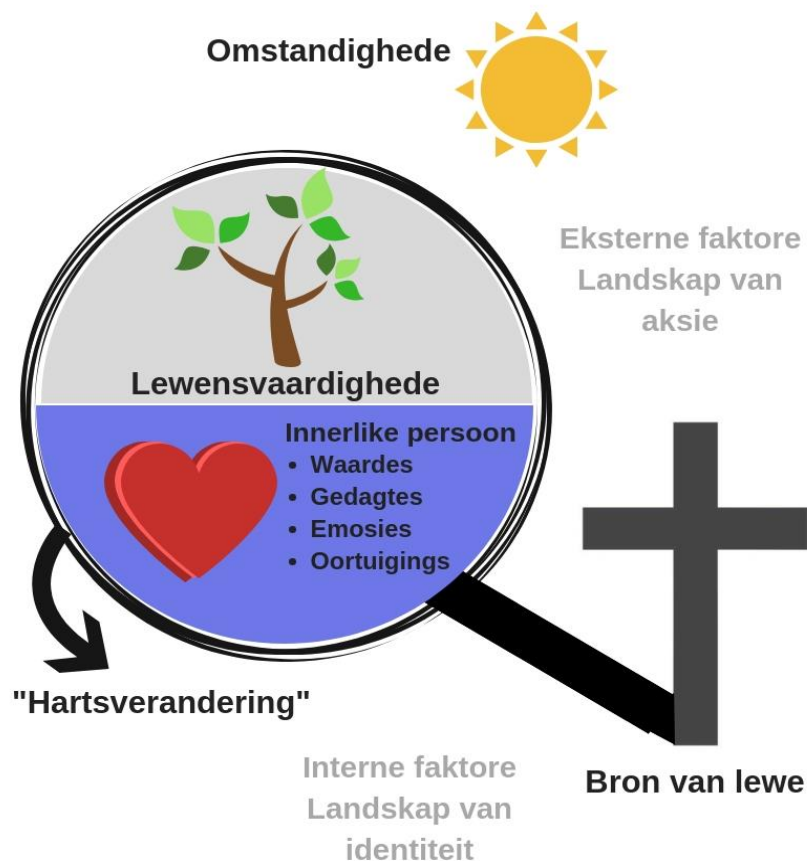 Omstandighede
Eksterne faktore
Landskap van
aksie
Lewensvaardighede
Innerlike persoon
• Waardes
• Gedagtes
• Emosies
• Oortuigings
"Hartsverandering"
Interne faktore
Landskap van
identiteit
Bron van lewe